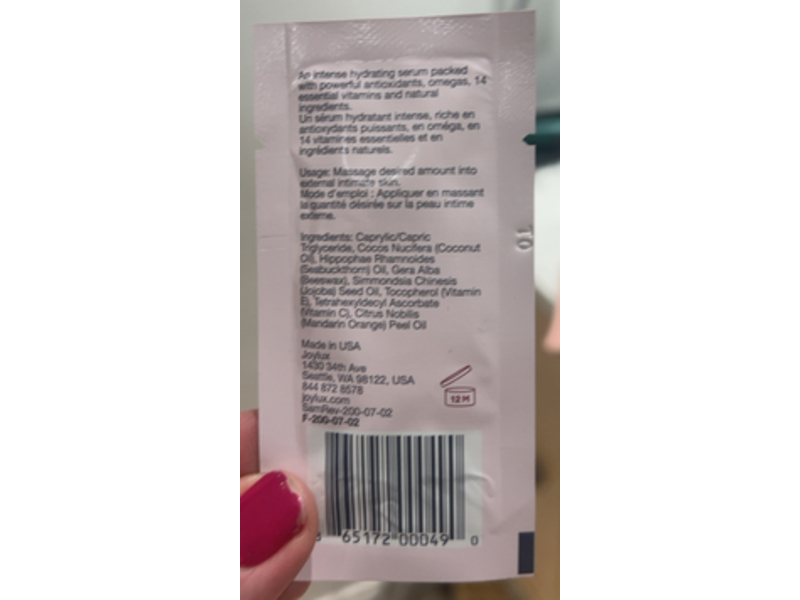 An intense hydrating serum packed
with powerful antioxidants, omegas, 14
essential vitamins and natural
ingredients.
Un sérum hydratant intense, riche en
antioxydants puissants, en oméga, en
14 vitamines essentielles et en
ingrédients naturels.
Usage: Massage desired amount into
external intimate skin.
Mode d'emploi : Appliquer en massant
la quantité désirée sur la peau intime
externe.
Ingredients: Caprylic/Capric
Triglyceride, Cocos Nucifera (Coconut
Oil), Hippophae Rhamnoides
(Seabuckthorn) Oil, Cera Alba
(Beeswax), Simmondsia Chinesis
(Jojoba) Seed Oil, Tocopherol (Vitamin
E), Tetrahexyldecyl Ascorbate
(Vitamin C), Citrus Nobilis
(Mandarin Orange) Peel Oil
Made in USA
Joylux
1430 34th Ave
Seattle, WA 98122, USA
844 872 8578
joylux.com
SamRev-200-07-02
F-200-07-02
12 M
65172 00049 0